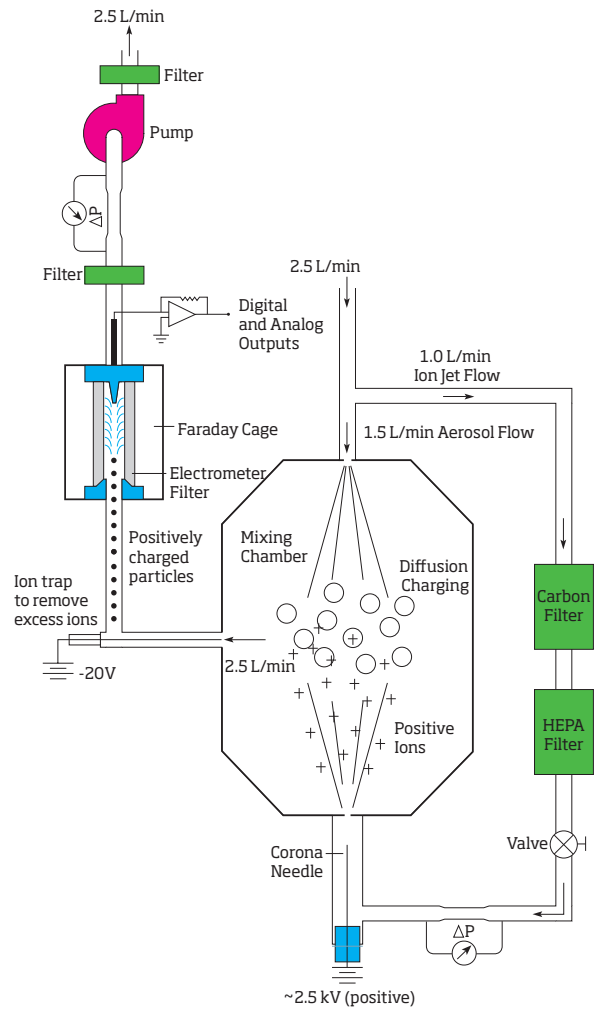 2.5 L/min
Filter
Pump
ΔP
Filter
Digital
and Analog
Outputs
Faraday Cage
Electrometer
Filter
Positively
charged
particles
Ion trap
to remove
excess ions
-20V
2.5 L/min
2.5 L/min
1.0 L/min
Ion Jet Flow
1.5 L/min Aerosol Flow
Mixing
Chamber
Diffusion
Charging
Positive
Ions
Carbon
Filter
HEPA
Filter
Valve
Corona
Needle
ΔP
~2.5 kV (positive)